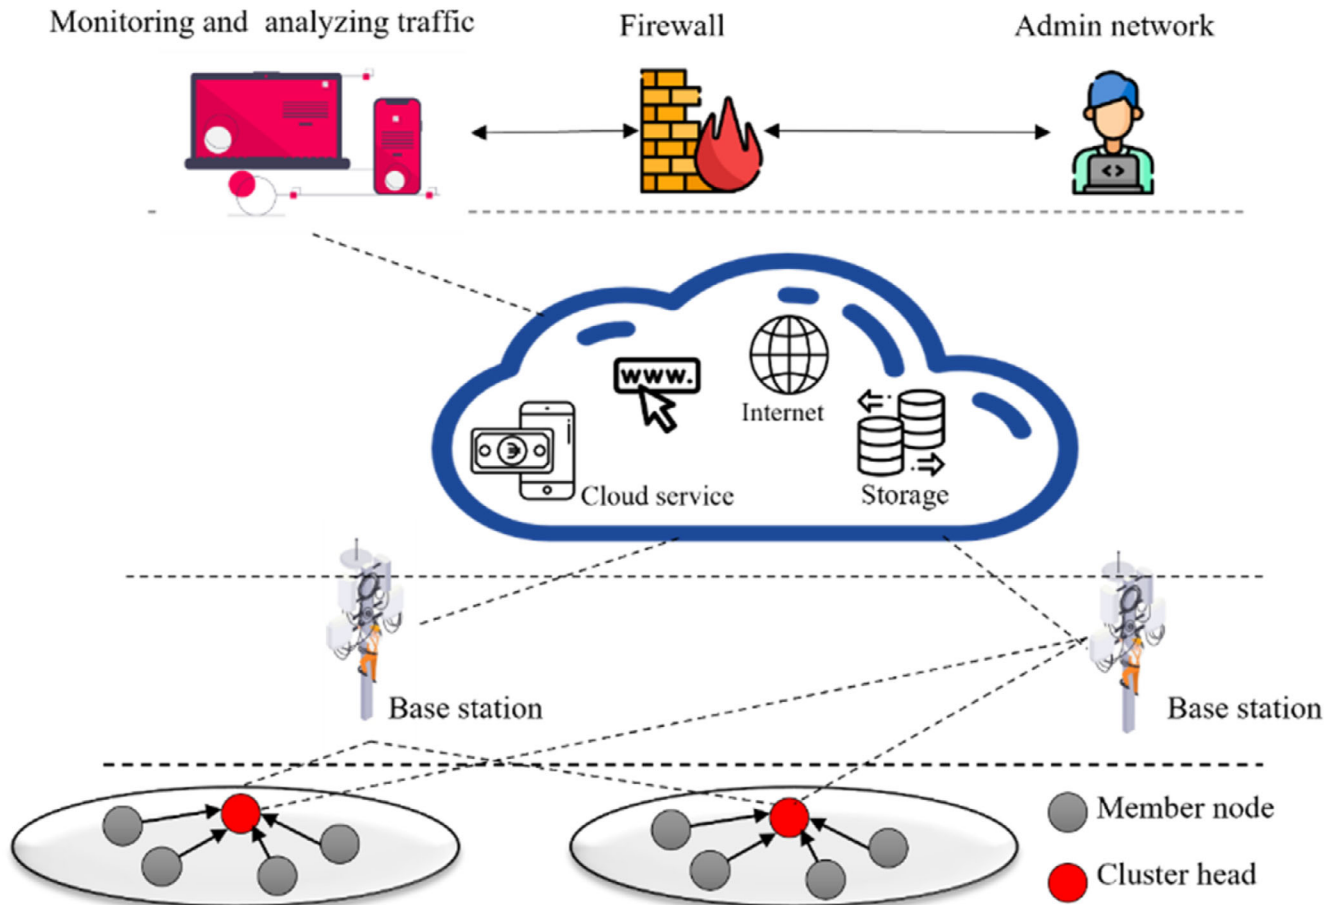 Monitoring and analyzing traffic
Firewall
Admin network
www.
Internet
Cloud service
Storage
Base station
Base station
Member node
Cluster head